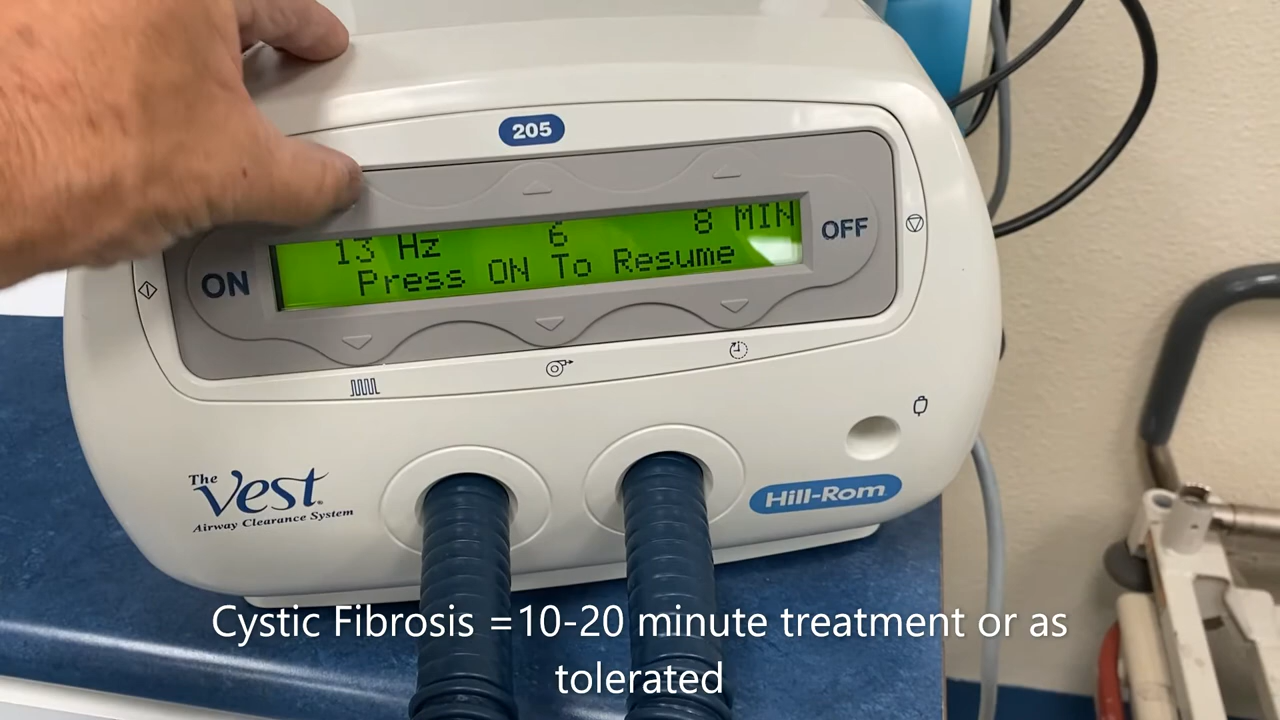 205
13 Hz 6 8 MIN
Press ON To Resume
ON
OFF
The
Vest
Airway Clearance System
Hill-Rom
Cystic Fibrosis =10-20 minute treatment or as
tolerated